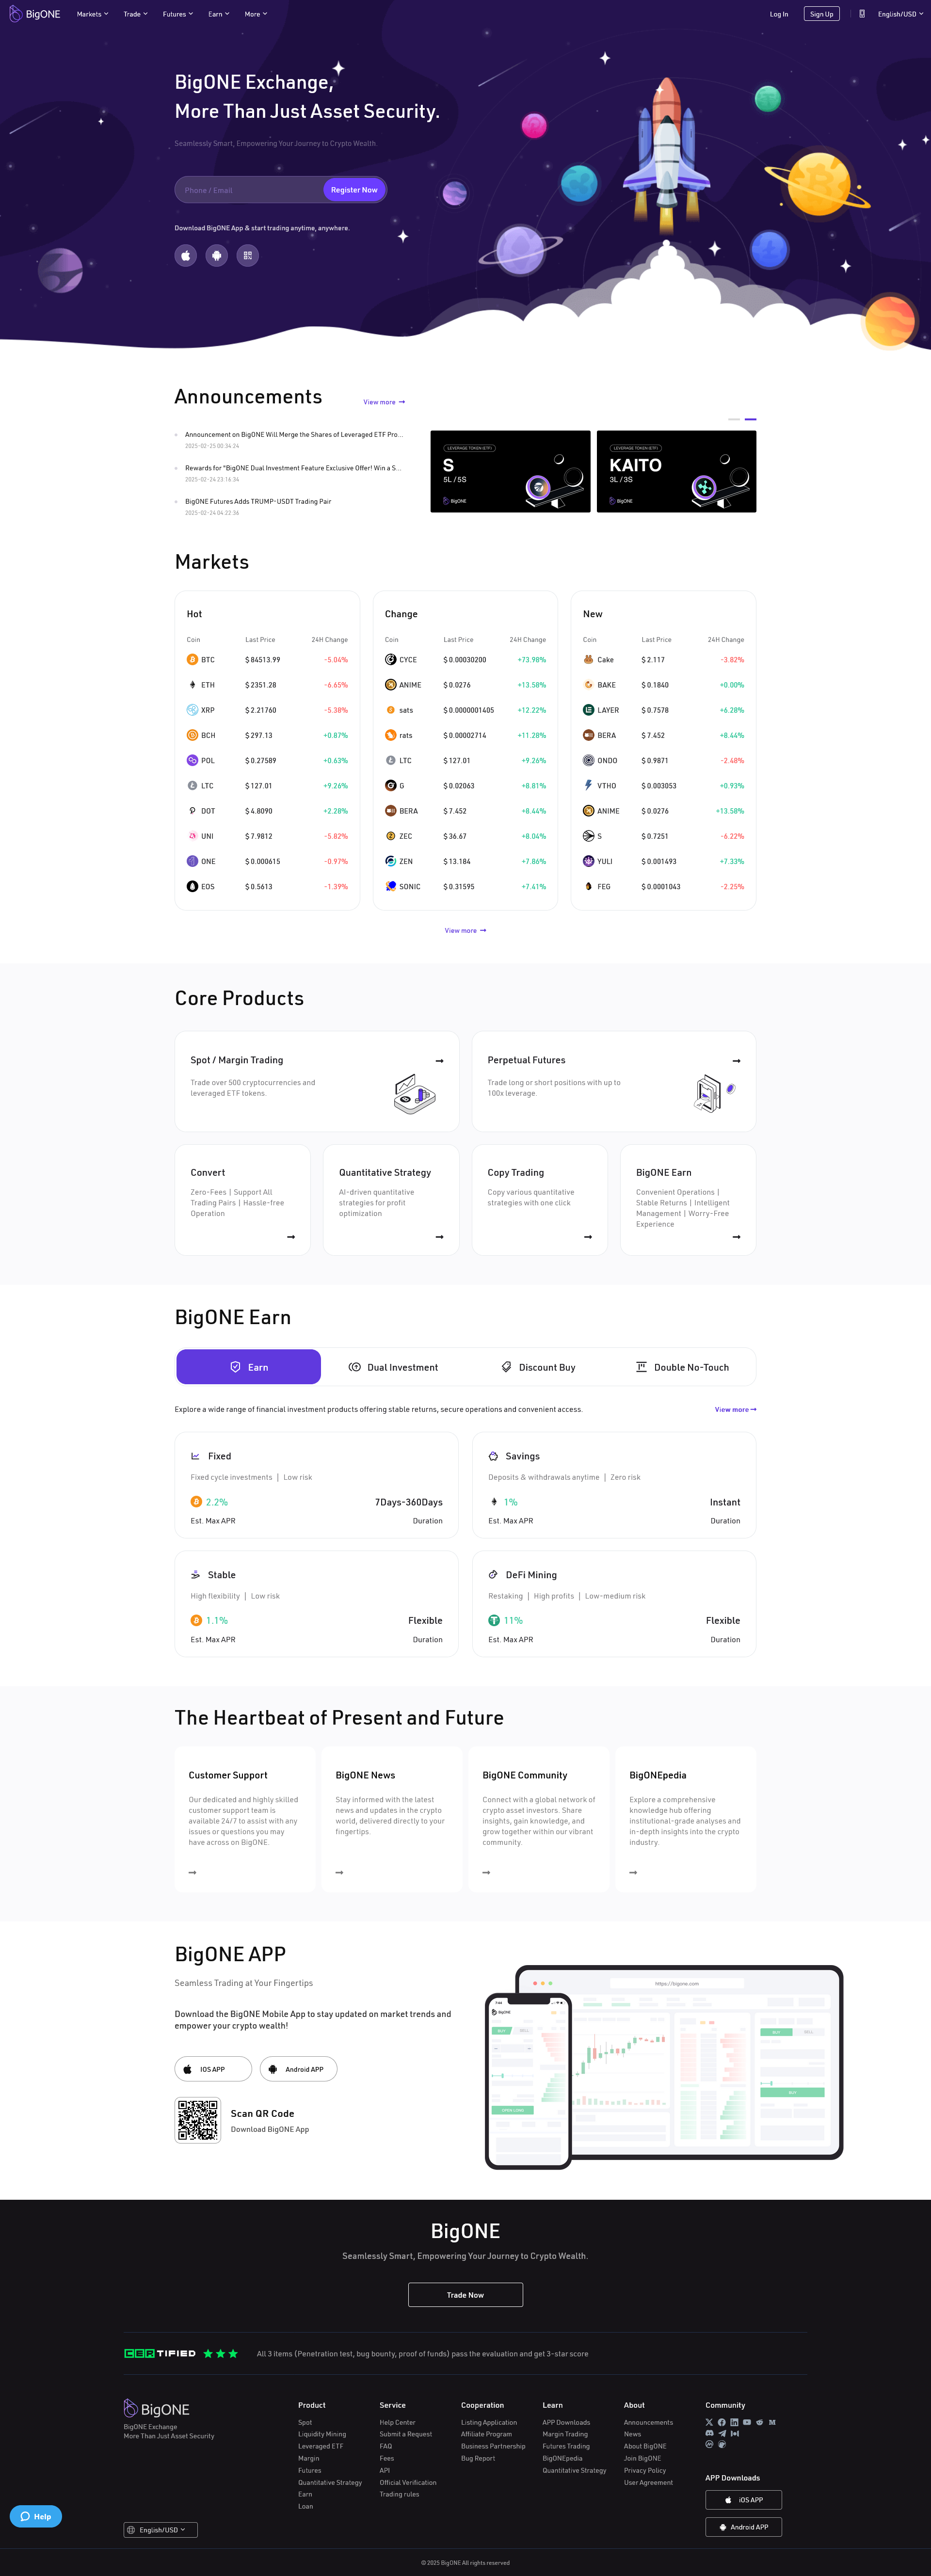 BigONE Markets Trade Futures Earn More Log In Sign Up English/USD
BigONE Exchange,
More Than Just Asset Security.
Seamlessly Smart, Empowering Your Journey to Crypto Wealth.
Phone / Email Register Now
Download BigONE App & start trading anytime, anywhere.
Announcements View more
Announcement on BigONE Will Merge the Shares of Leveraged ETF Pro...
2025-02-25 00:34:24
Rewards for "BigONE Dual Investment Feature Exclusive Offer! Win a S...
2025-02-24 23:16:34
BigONE Futures Adds TRUMP-USDT Trading Pair
2025-02-24 04:22:36
LEVERAGED TOKEN (ETF)
S
5L /5S
BigONE
LEVERAGED TOKEN (ETF)
KAITO
3L /3S
BigONE
Markets
Hot
Coin Last Price 24H Change
BTC $ 84513.99 -5.04%
ETH $ 2351.28 -6.65%
XRP $ 2.21760 -5.38%
BCH $ 297.13 +0.87%
POL $ 0.27589 +0.63%
LTC $ 127.01 +9.26%
DOT $ 4.8090 +2.28%
UNI $ 7.9812 -5.82%
ONE $ 0.000615 -0.97%
EOS $ 0.5613 -1.39%
Change
Coin Last Price 24H Change
CYCE $ 0.00030200 +73.98%
ANIME $ 0.0276 +13.58%
sats $ 0.0000001405 +12.22%
rats $ 0.00002714 +11.28%
LTC $ 127.01 +9.26%
G $ 0.02063 +8.81%
BERA $ 7.452 +8.44%
ZEC $ 36.67 +8.04%
ZEN $ 13.184 +7.86%
SONIC $ 0.31595 +7.41%
New
Coin Last Price 24H Change
Cake $ 2.117 -3.82%
BAKE $ 0.1840 +0.00%
LAYER $ 0.7578 +6.28%
BERA $ 7.452 +8.44%
ONDO $ 0.9871 -2.48%
VTHO $ 0.003053 +0.93%
ANIME $ 0.0276 +13.58%
S $ 0.7251 -6.22%
YULI $ 0.001493 +7.33%
FEG $ 0.0001043 -2.25%
View more
Core Products
Spot / Margin Trading
Trade over 500 cryptocurrencies and
leveraged ETF tokens.
Perpetual Futures
Trade long or short positions with up to
100x leverage.
Convert
Zero-Fees | Support All
Trading Pairs | Hassle-free
Operation
Quantitative Strategy
AI-driven quantitative
strategies for profit
optimization
Copy Trading
Copy various quantitative
strategies with one click
BigONE Earn
Convenient Operations |
Stable Returns | Intelligent
Management | Worry-Free
Experience
BigONE Earn
Earn Dual Investment Discount Buy Double No-Touch
Explore a wide range of financial investment products offering stable returns, secure operations and convenient access. View more
Fixed
Fixed cycle investments | Low risk
2.2% 7Days-360Days
Est. Max APR Duration
Savings
Deposits & withdrawals anytime | Zero risk
1% Instant
Est. Max APR Duration
Stable
High flexibility | Low risk
1.1% Flexible
Est. Max APR Duration
DeFi Mining
Restaking | High profits | Low-medium risk
11% Flexible
Est. Max APR Duration
The Heartbeat of Present and Future
Customer Support
Our dedicated and highly skilled
customer support team is
available 24/7 to assist with any
issues or questions you may
have across on BigONE.
BigONE News
Stay informed with the latest
news and updates in the crypto
world, delivered directly to your
fingertips.
BigONE Community
Connect with a global network of
crypto asset investors. Share
insights, gain knowledge, and
grow together within our vibrant
community.
BigONEpedia
Explore a comprehensive
knowledge hub offering
institutional-grade analyses and
in-depth insights into the crypto
industry.
BigONE APP
Seamless Trading at Your Fingertips
Download the BigONE Mobile App to stay updated on market trends and
empower your crypto wealth!
IOS APP Android APP
Scan QR Code
Download BigONE App
https://bigone.com
BigONE
BUY SELL
BUY SELL
BUY
BigONE
Seamlessly Smart, Empowering Your Journey to Crypto Wealth.
Trade Now
CERTIFIED All 3 items (Penetration test, bug bounty, proof of funds) pass the evaluation and get 3-star score
BigONE
BigONE Exchange
More Than Just Asset Security
Product
Spot
Liquidity Mining
Leveraged ETF
Margin
Futures
Quantitative Strategy
Earn
Loan
Service
Help Center
Submit a Request
FAQ
Fees
API
Official Verification
Trading rules
Cooperation
Listing Application
Affiliate Program
Business Partnership
Bug Report
Learn
APP Downloads
Margin Trading
Futures Trading
BigONEpedia
Quantitative Strategy
About
Announcements
News
About BigONE
Join BigONE
Privacy Policy
User Agreement
Community
APP Downloads
iOS APP
Android APP
Help
English/USD
© 2025 BigONE All rights reserved